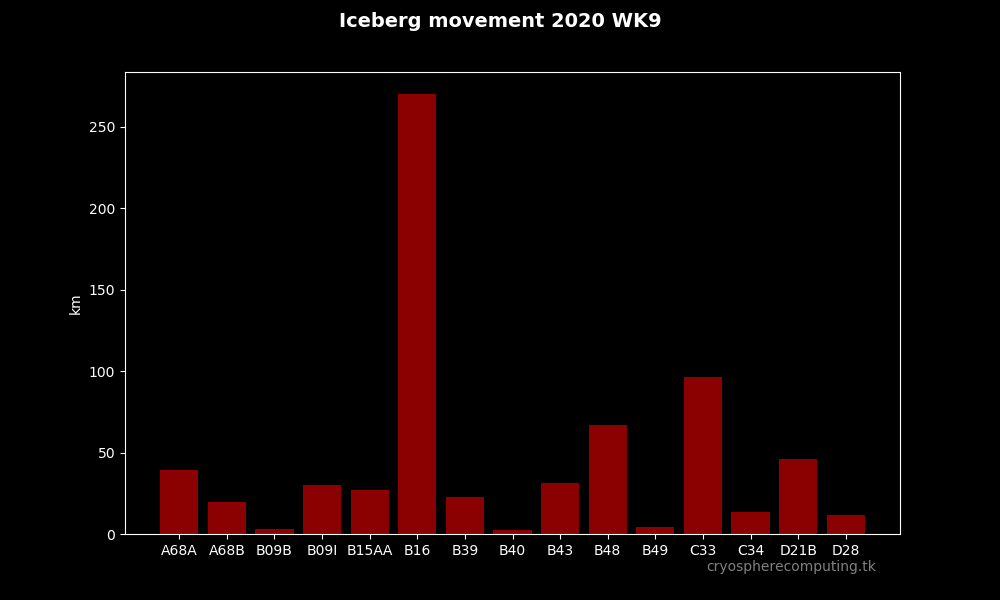 Iceberg movement 2020 WK9
km
250
200
150
100
50
0
A68A A68B B09B B09I B15AA B16 B39 B40 B43 B48 B49 C33 C34 D21B D28
cryospherecomputing.tk